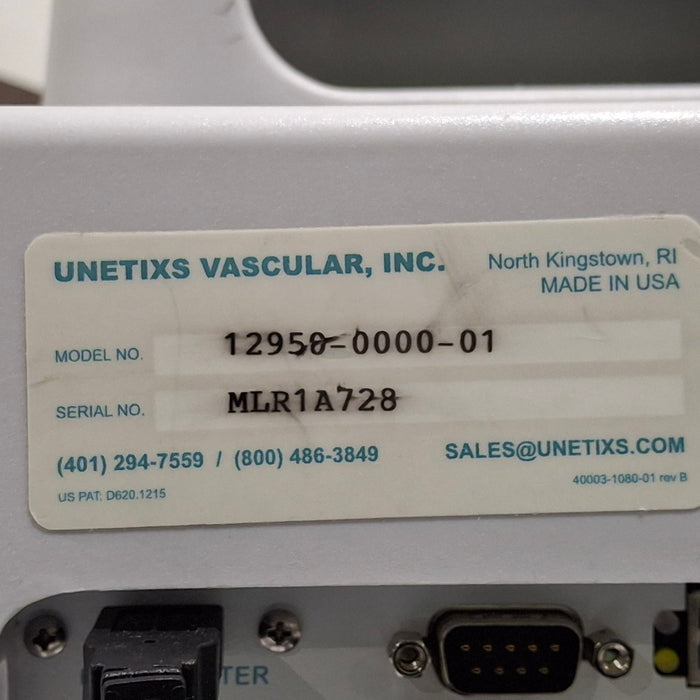 UNETIXS VASCULAR, INC.
North Kingstown, RI
MADE IN USA
MODEL NO. 12950-0000-01
SERIAL NO. MLR1A728
(401) 294-7559 / (800) 486-3849
SALES@UNETIXS.COM
US PAT: D620.1215
40003-1080-01 rev B